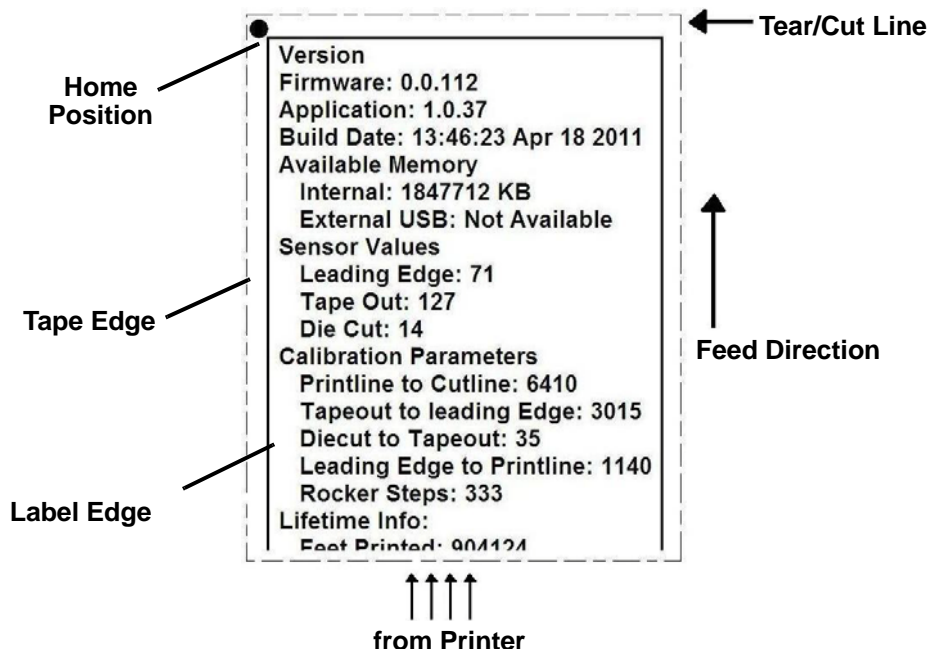 Tear/Cut Line
Home
Position
Version
Firmware: 0.0.112
Application: 1.0.37
Build Date: 13:46:23 Apr 18 2011
Available Memory
Internal: 1847712 KB
External USB: Not Available
Sensor Values
Leading Edge: 71
Tape Out: 127
Die Cut: 14
Calibration Parameters
Printline to Cutline: 6410
Tapeout to leading Edge: 3015
Diecut to Tapeout: 35
Leading Edge to Printline: 1140
Rocker Steps: 333
Lifetime Info:
Feet Printed: 904124
Tape Edge
Feed Direction
Label Edge
from Printer